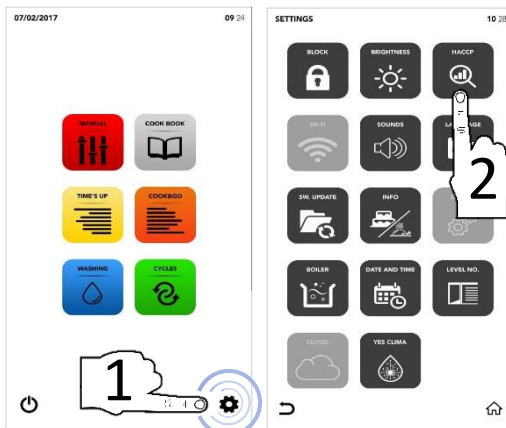 07/02/2017 09 24
MANUAL COOK BOOK
TIME'S UP COOK&GO
WASHING CYCLES
1
SETTINGS 10 28
BLOCK BRIGHTNESS HACCP
WI-FI SOUNDS
2
SW. UPDATE INFO
BOILER DATE AND TIME LEVEL NO.
CLOUD YES CLIMA